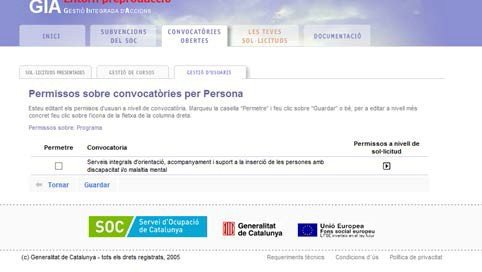 Entorn preproducció
GIA GESTIÓ INTEGRADA D'ACCIONS
INICI
SUBVENCIONS DEL SOC
CONVOCATÒRIES OBERTES
LES TEVES SOL·LICITUDS
DOCUMENTACIÓ
SOL·LICITUDS PRESENTADES
GESTIÓ DE CURSOS
GESTIÓ D'USUARIS
Permissos sobre convocatòries per Persona
Esteu editant els permisos d'usuari a nivell de convocatòria. Marqueu la casella "Permetre" i feu clic sobre "Guardar" o bé, per a editar a nivell més
concret feu clic sobre l'icona de la fletxa de la columna dreta.
Permissos sobre: Programa
Permetre Convocatoria Permissos a nivell de sol·licitud
Serveis integrals d'orientació, acompanyament i suport a la inserció de les persones amb
discapacitat i/o malaltia mental
Tornar Guardar
SOC Servei d'Ocupació de Catalunya
Generalitat de Catalunya
Unió Europea
Fons social europeu
(c) Generalitat de Catalunya - tots els drets registrats, 2005
Requeriments tècnics Condicions d´ús Política de privacitat